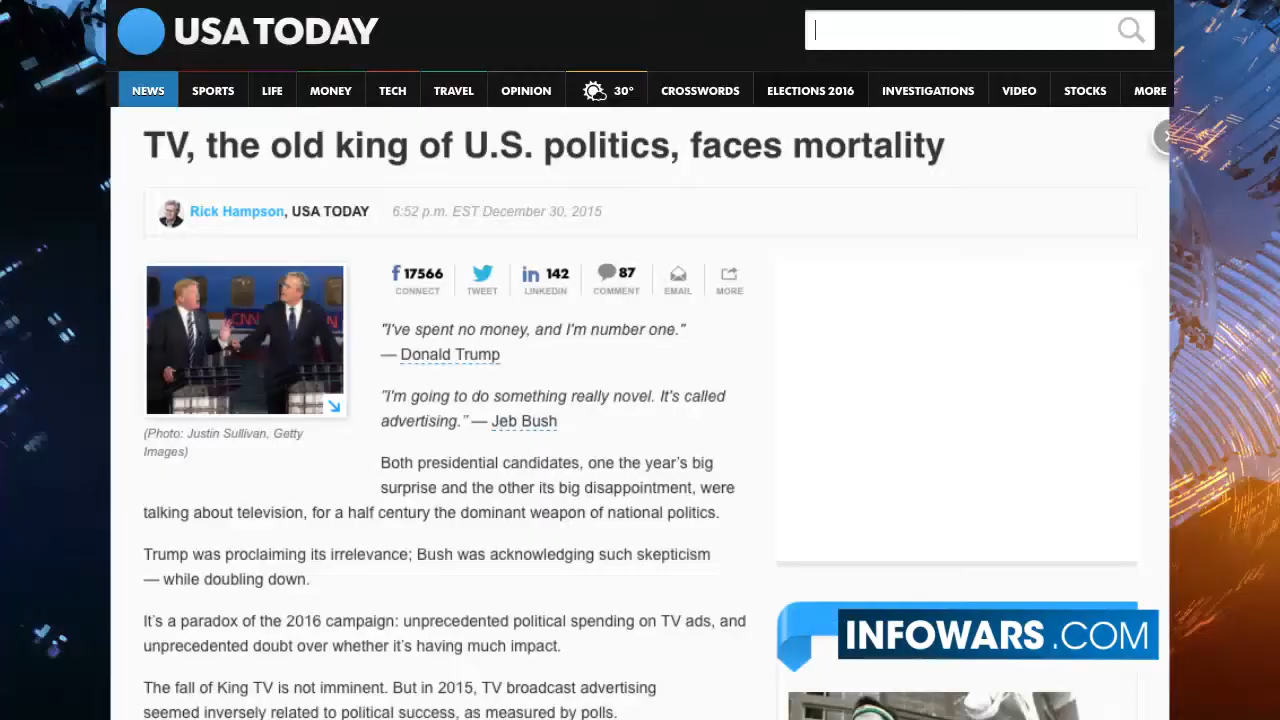 USA TODAY
NEWS SPORTS LIFE MONEY TECH TRAVEL OPINION 30° CROSSWORDS ELECTIONS 2016 INVESTIGATIONS VIDEO STOCKS MORE
TV, the old king of U.S. politics, faces mortality
Rick Hampson, USA TODAY 6:52 p.m. EST December 30, 2015
17566 142 87
CONNECT TWEET LINKEDIN COMMENT EMAIL MORE
CNN
"I've spent no money, and I'm number one."
— Donald Trump
"I'm going to do something really novel. It's called
advertising." — Jeb Bush
(Photo: Justin Sullivan, Getty
Images)
Both presidential candidates, one the year's big
surprise and the other its big disappointment, were
talking about television, for a half century the dominant weapon of national politics.
Trump was proclaiming its irrelevance; Bush was acknowledging such skepticism
— while doubling down.
It's a paradox of the 2016 campaign: unprecedented political spending on TV ads, and
unprecedented doubt over whether it's having much impact.
The fall of King TV is not imminent. But in 2015, TV broadcast advertising
seemed inversely related to political success, as measured by polls.
INFOWARS.COM